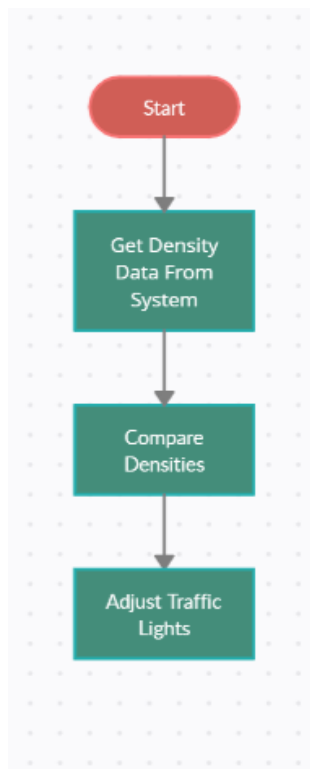 Start
Get Density
Data From
System
Compare
Densities
Adjust Traffic
Lights